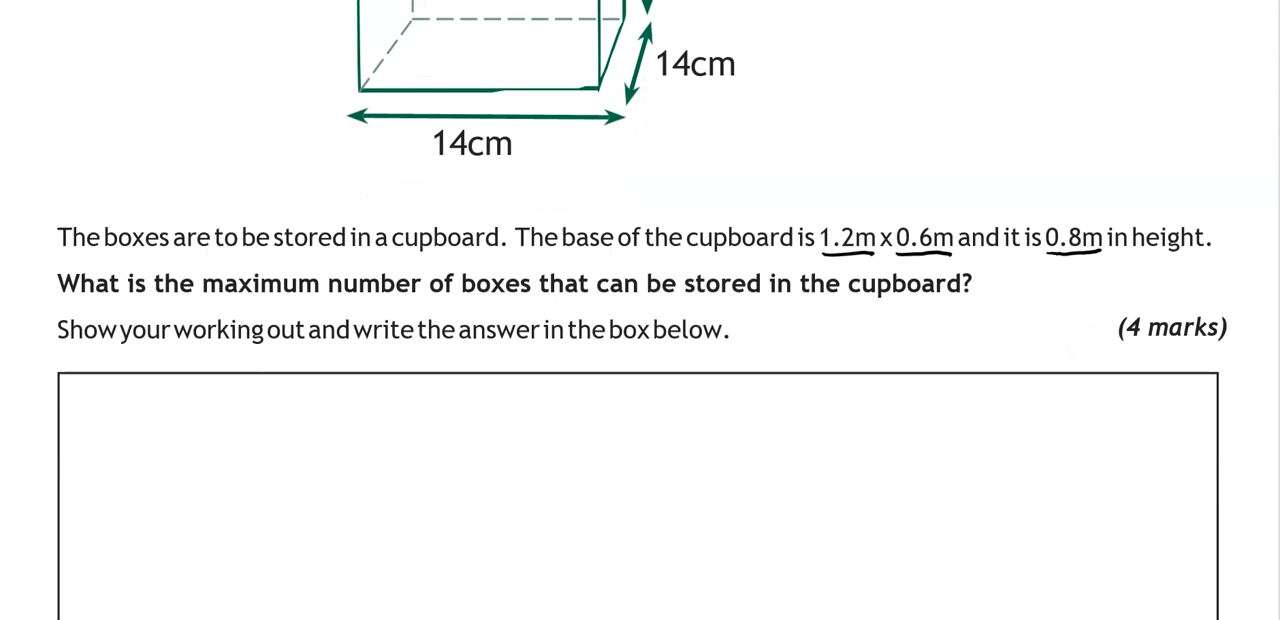 14cm
14cm
The boxes are to be stored in a cupboard. The base of the cupboard is 1.2m x 0.6m and it is 0.8m in height.
What is the maximum number of boxes that can be stored in the cupboard?
Show your working out and write the answer in the box below. (4 marks)